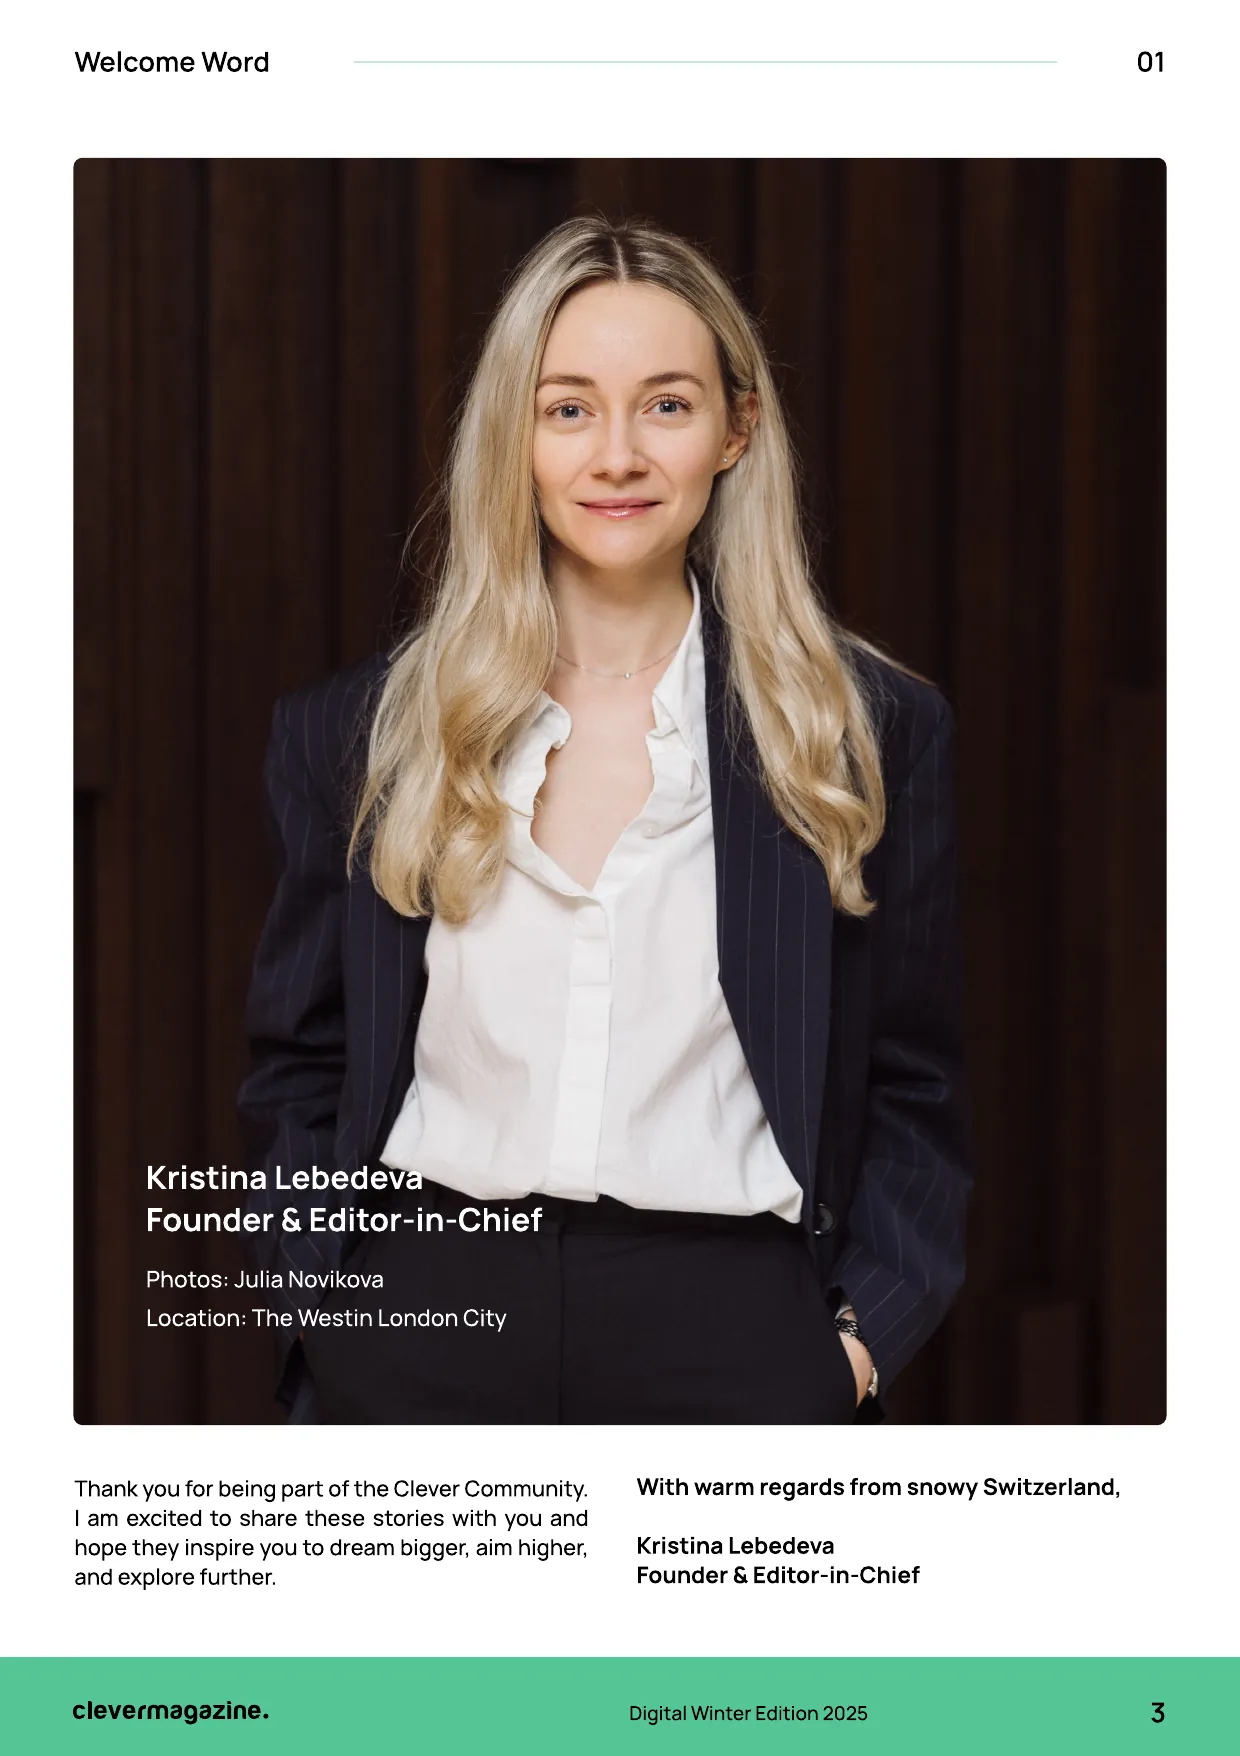 Welcome Word
01
Kristina Lebedeva
Founder & Editor-in-Chief
Photos: Julia Novikova
Location: The Westin London City
Thank you for being part of the Clever Community.
I am excited to share these stories with you and
hope they inspire you to dream bigger, aim higher,
and explore further.
With warm regards from snowy Switzerland,
Kristina Lebedeva
Founder & Editor-in-Chief
clevermagazine.
Digital Winter Edition 2025
3